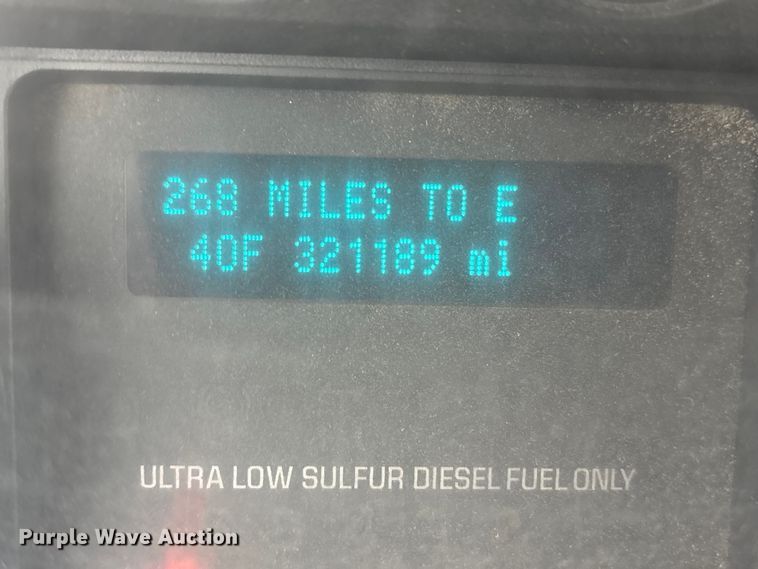 268 MILES TO E
40F 321189 mi
ULTRA LOW SULFUR DIESEL FUEL ONLY
Purple Wave Auction